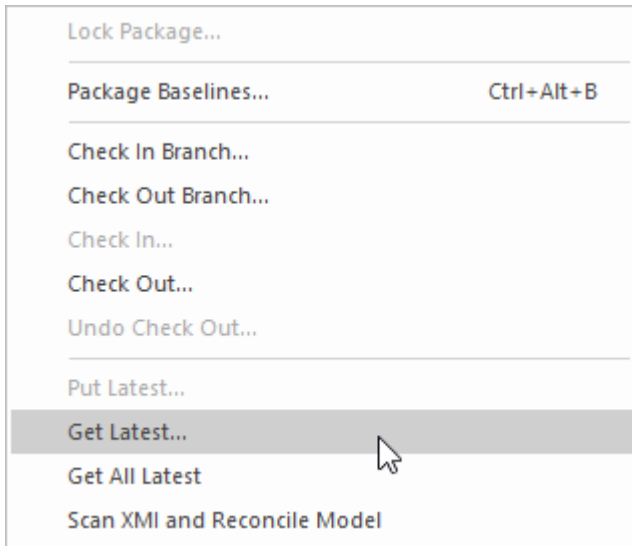 Lock Package...
Package Baselines... Ctrl+Alt+B
Check In Branch...
Check Out Branch...
Check In...
Check Out...
Undo Check Out...
Put Latest...
Get Latest...
Get All Latest
Scan XMI and Reconcile Model